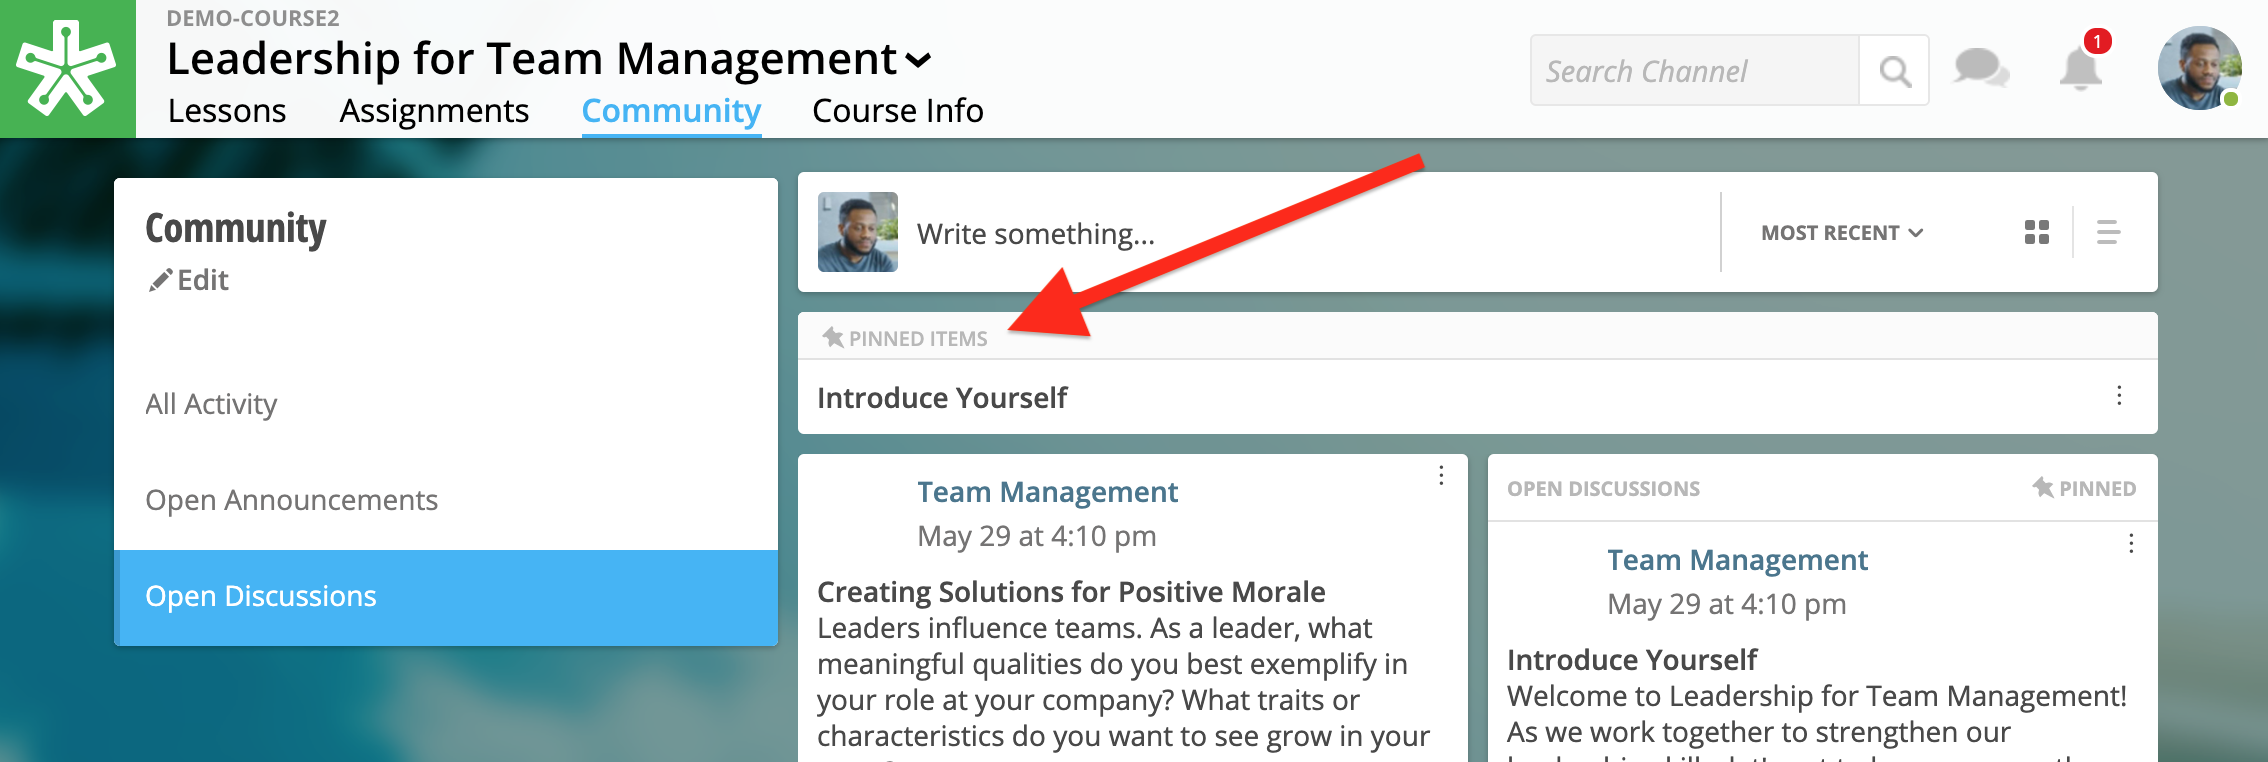 DEMO-COURSE2
Leadership for Team Management
Lessons Assignments Community Course Info
Search Channel
1
Community
Edit
All Activity
Open Announcements
Open Discussions
Write something...
MOST RECENT
PINNED ITEMS
Introduce Yourself
Team Management
May 29 at 4:10 pm
Creating Solutions for Positive Morale
Leaders influence teams. As a leader, what
meaningful qualities do you best exemplify in
your role at your company? What traits or
characteristics do you want to see grow in your
OPEN DISCUSSIONS PINNED
Team Management
May 29 at 4:10 pm
Introduce Yourself
Welcome to Leadership for Team Management!
As we work together to strengthen our